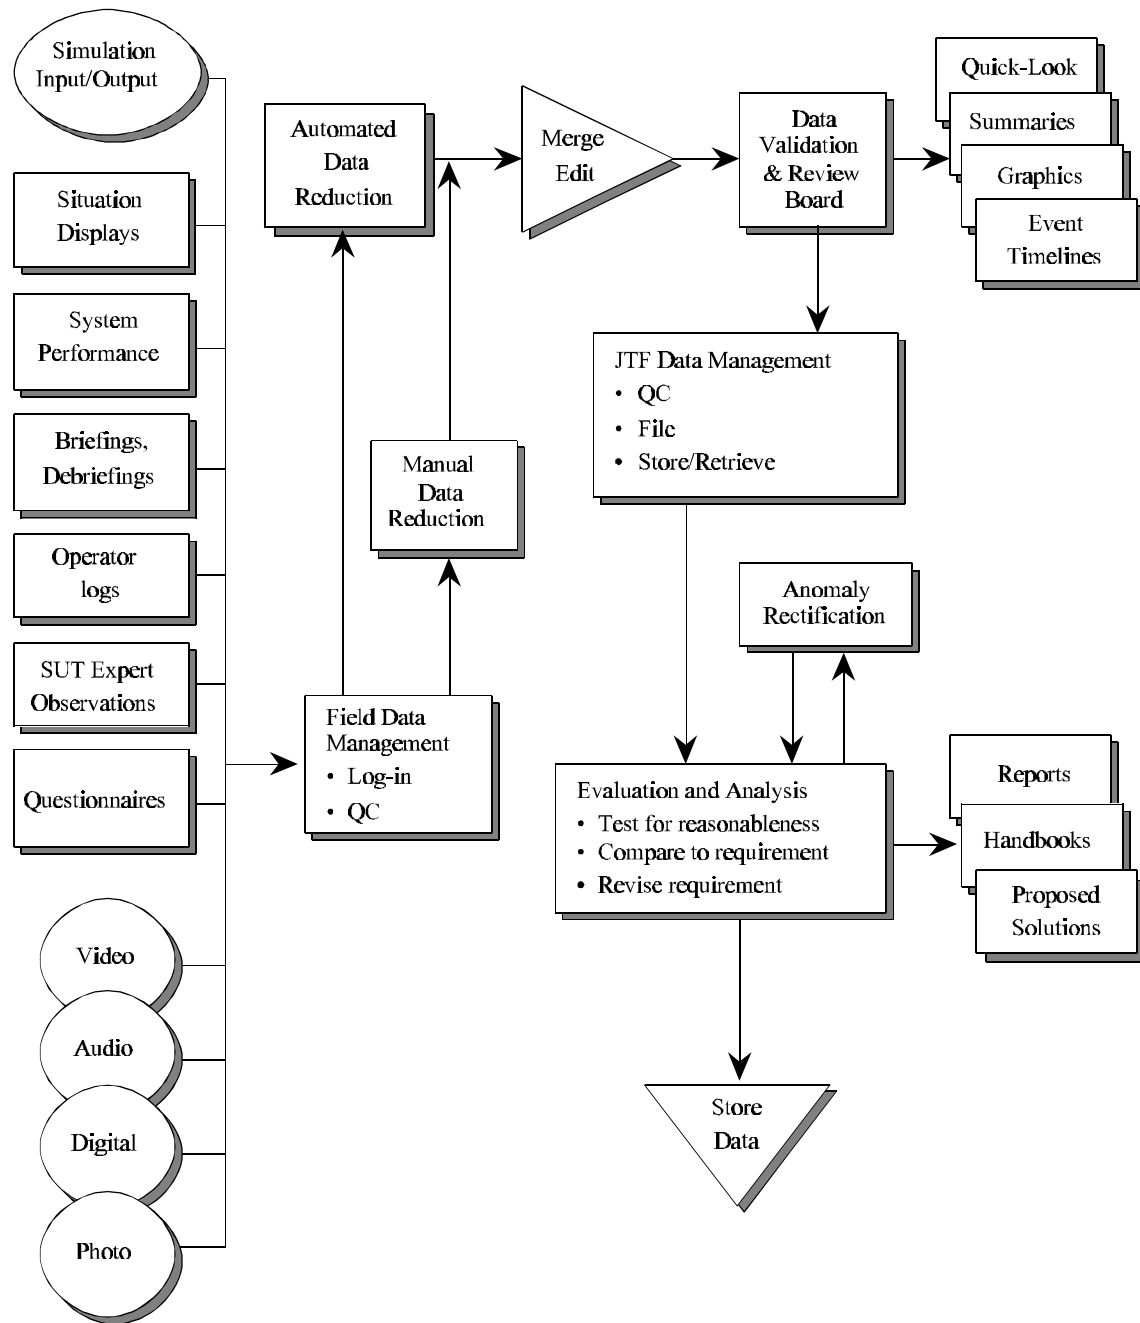 Simulation
Input/Output
Situation
Displays
System
Performance
Briefings,
Debriefings
Operator
logs
SUT Expert
Observations
Questionnaires
Video
Audio
Digital
Photo
Automated
Data
Reduction
Manual
Data
Reduction
Field Data
Management
• Log-in
• QC
Merge
Edit
Data
Validation
& Review
Board
Quick-Look
Summaries
Graphics
Event
Timelines
JTF Data Management
• QC
• File
• Store/Retrieve
Anomaly
Rectification
Evaluation and Analysis
• Test for reasonableness
• Compare to requirement
• Revise requirement
Reports
Handbooks
Proposed
Solutions
Store
Data